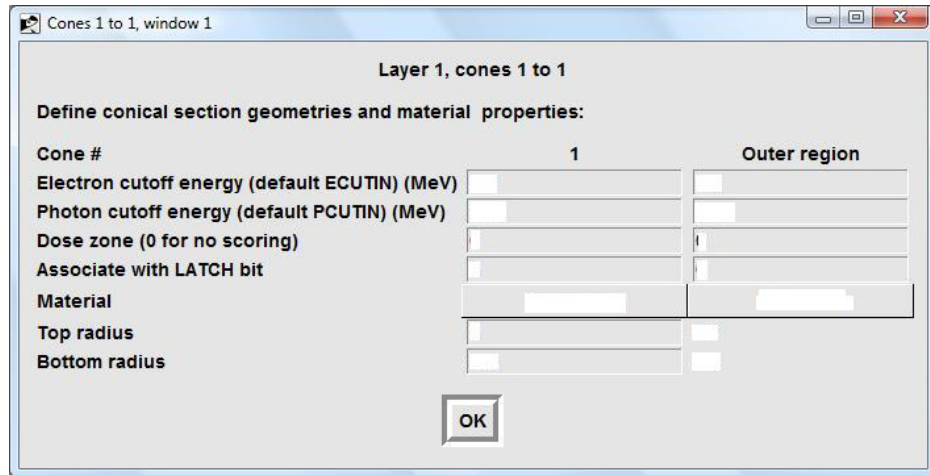 Cones 1 to 1, window 1
Layer 1, cones 1 to 1
Define conical section geometries and material properties:
Cone # 1 Outer region
Electron cutoff energy (default ECUTIN) (MeV)
Photon cutoff energy (default PCUTIN) (MeV)
Dose zone (0 for no scoring)
Associate with LATCH bit
Material
Top radius
Bottom radius
OK